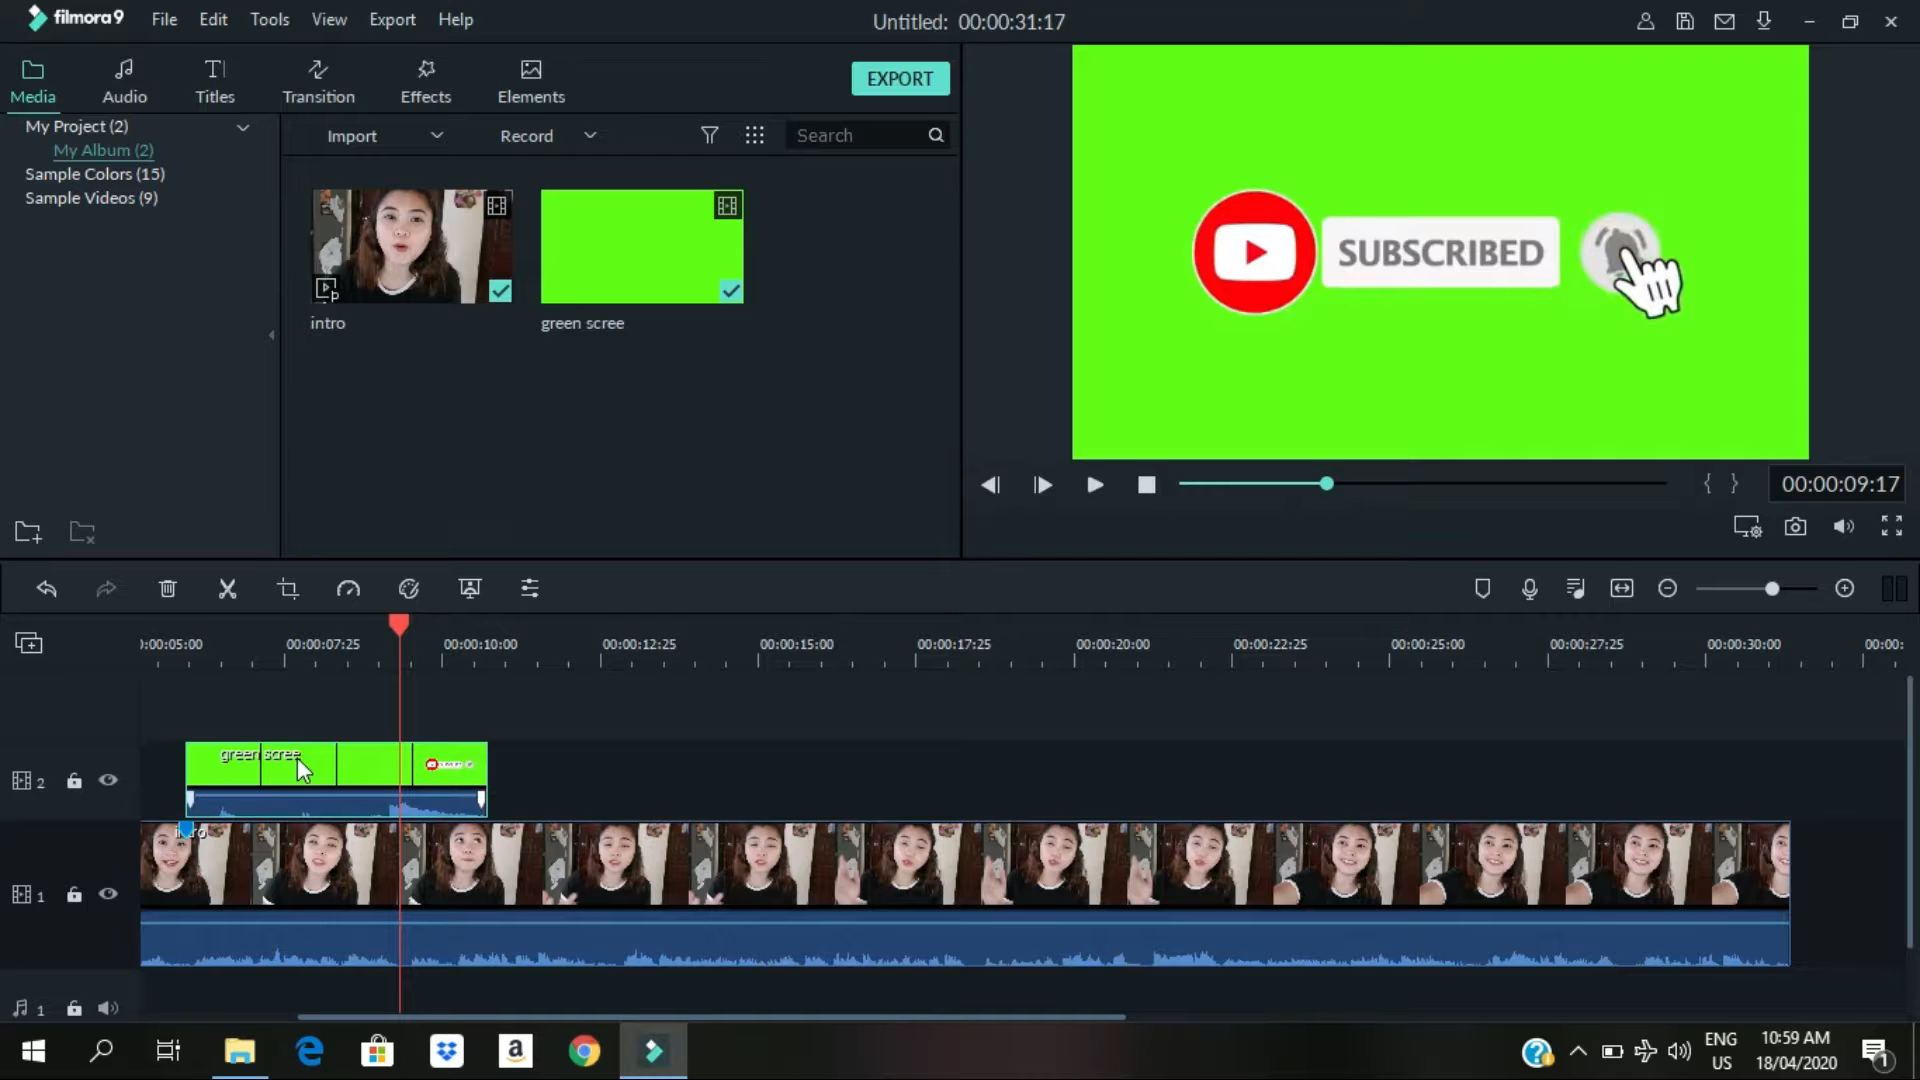 filmora9 File Edit Tools View Export Help Untitled: 00:00:31:17
Media Audio Titles Transition Effects Elements EXPORT
My Project (2)
My Album (2)
Sample Colors (15)
Sample Videos (9)
Import Record Search
intro green scree
SUBSCRIBED
00:00:09:17
0:00:05:00 00:00:07:25 00:00:10:00 00:00:12:25 00:00:15:00 00:00:17:25 00:00:20:00 00:00:22:25 00:00:25:00 00:00:27:25 00:00:30:00 00:00:
green scree
2
intro
1
1
ENG 10:59 AM
US 18/04/2020
1